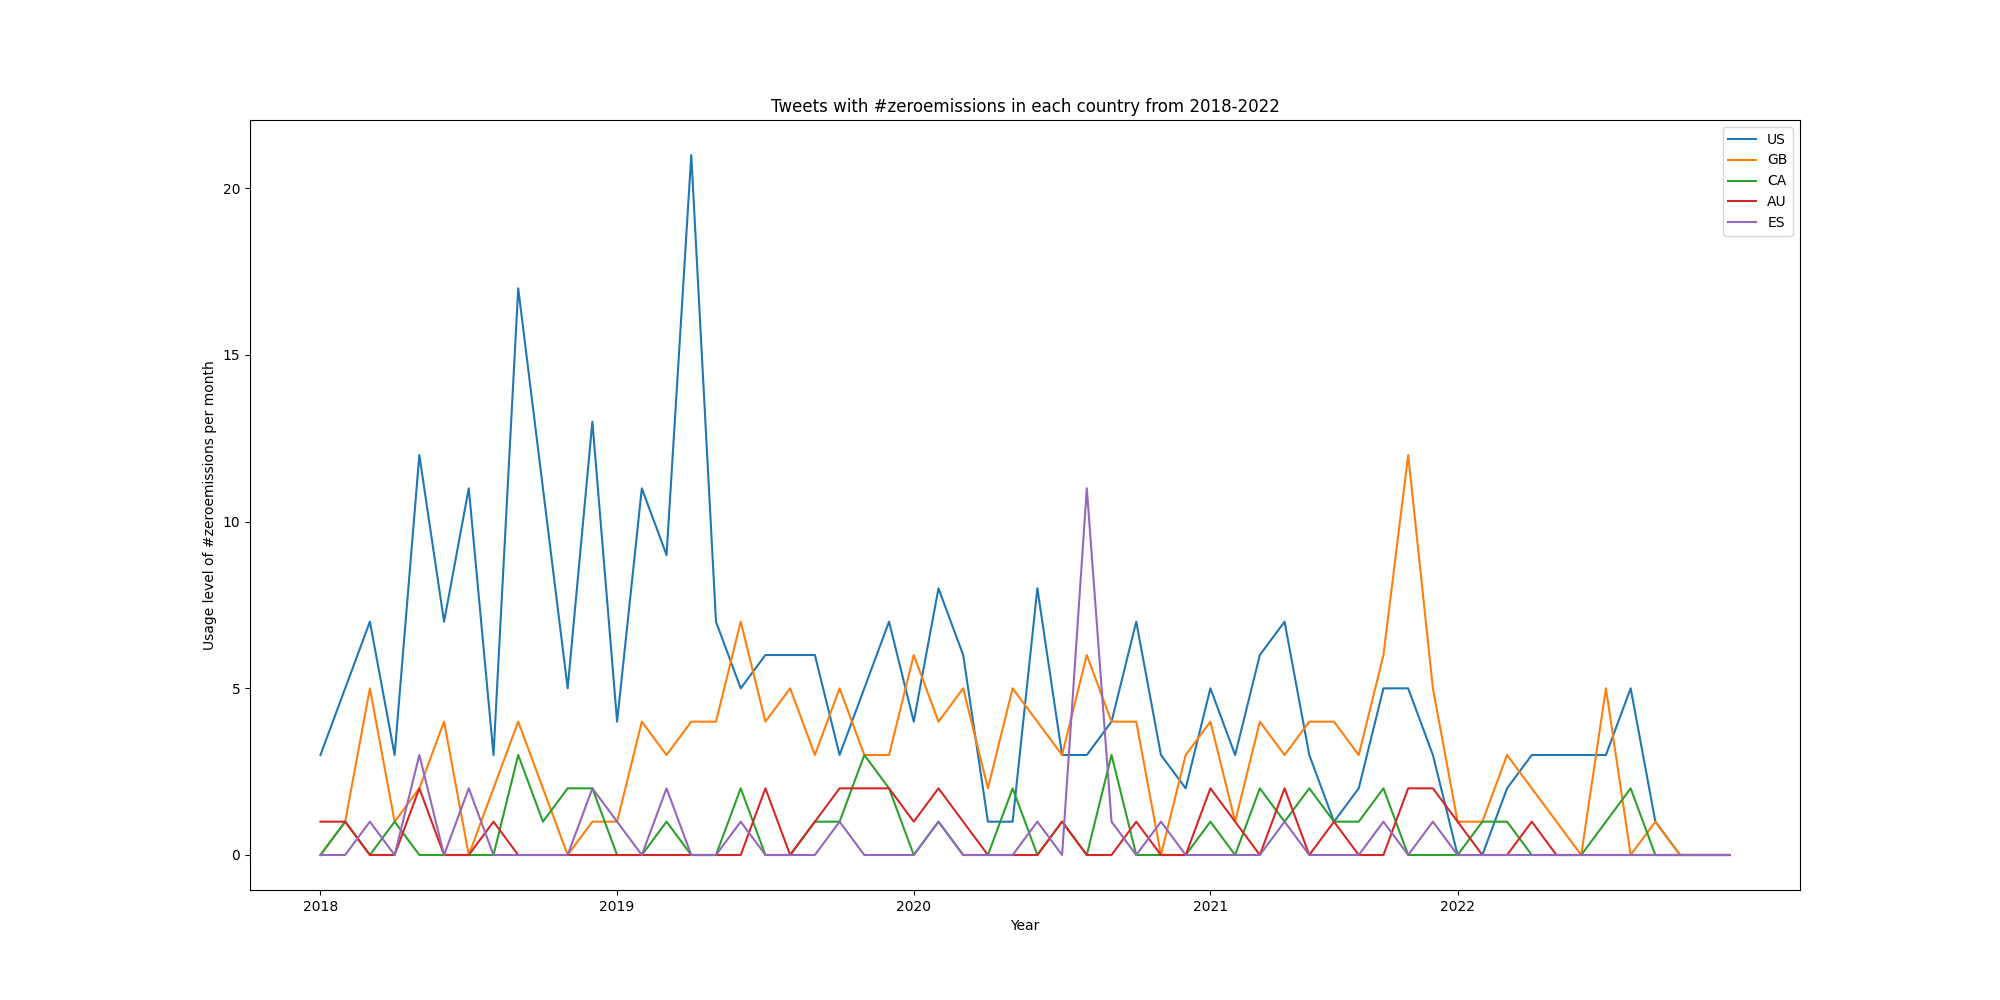 Tweets with #zeroemissions in each country from 2018-2022
US
GB
CA
AU
ES
Usage level of #zeroemissions per month
20
15
10
5
0
2018 2019 2020 2021 2022
Year